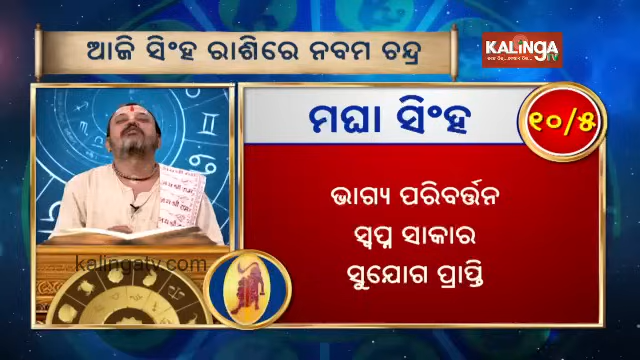 ଆଜି ସିଂହ ରାଶିରେ ନବମ ଚନ୍ଦ୍ର
KALINGA
TV
ମଘା ସିଂହ
୧୦/୫
ଭାଗ୍ୟ ପରିବର୍ତ୍ତନ
ସ୍ୱପ୍ନ ସାକାର
ସୁଯୋଗ ପ୍ରାପ୍ତି
kalingatv.com